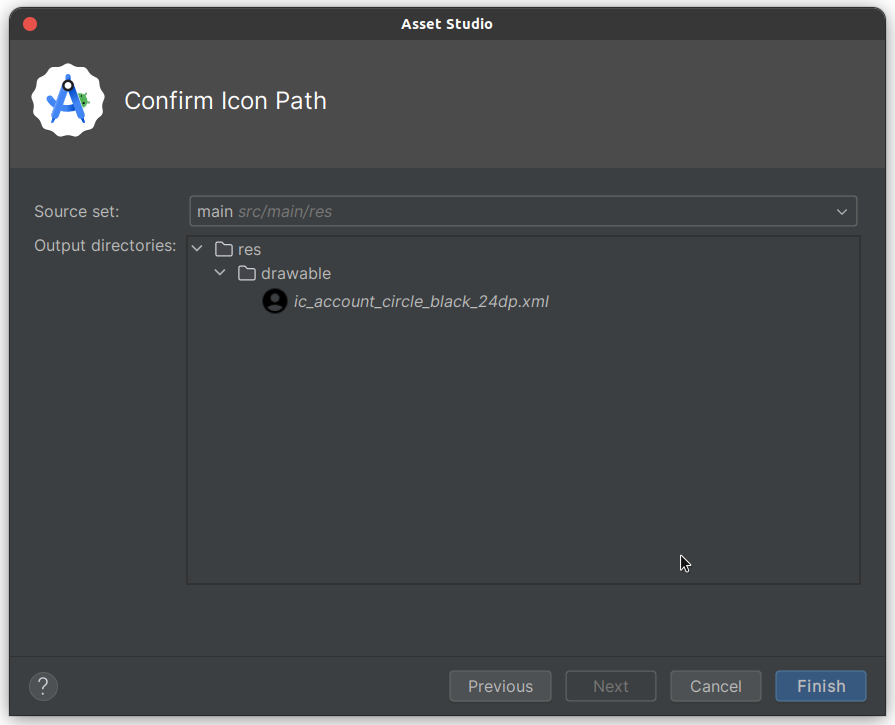 Asset Studio
Confirm Icon Path
Source set:
main src/main/res
Output directories:
res
drawable
ic_account_circle_black_24dp.xml
? Previous Next Cancel Finish